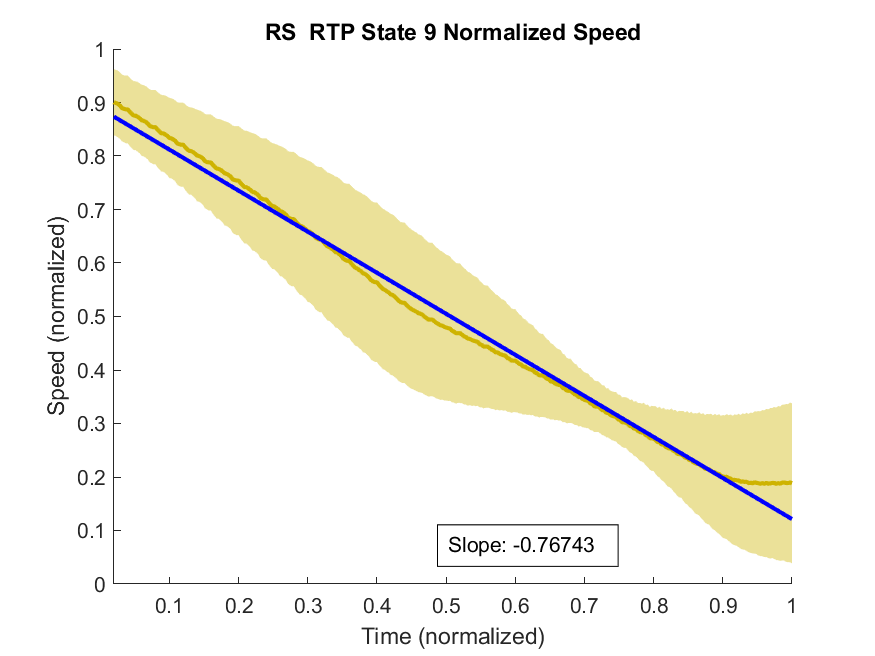 RS  RTP State 9 Normalized Speed
1
0.9
0.8
0.7
0.6
0.5
0.4
0.3
0.2
0.1
0
Speed (normalized)
Slope: -0.76743
0.1 0.2 0.3 0.4 0.5 0.6 0.7 0.8 0.9 1
Time (normalized)